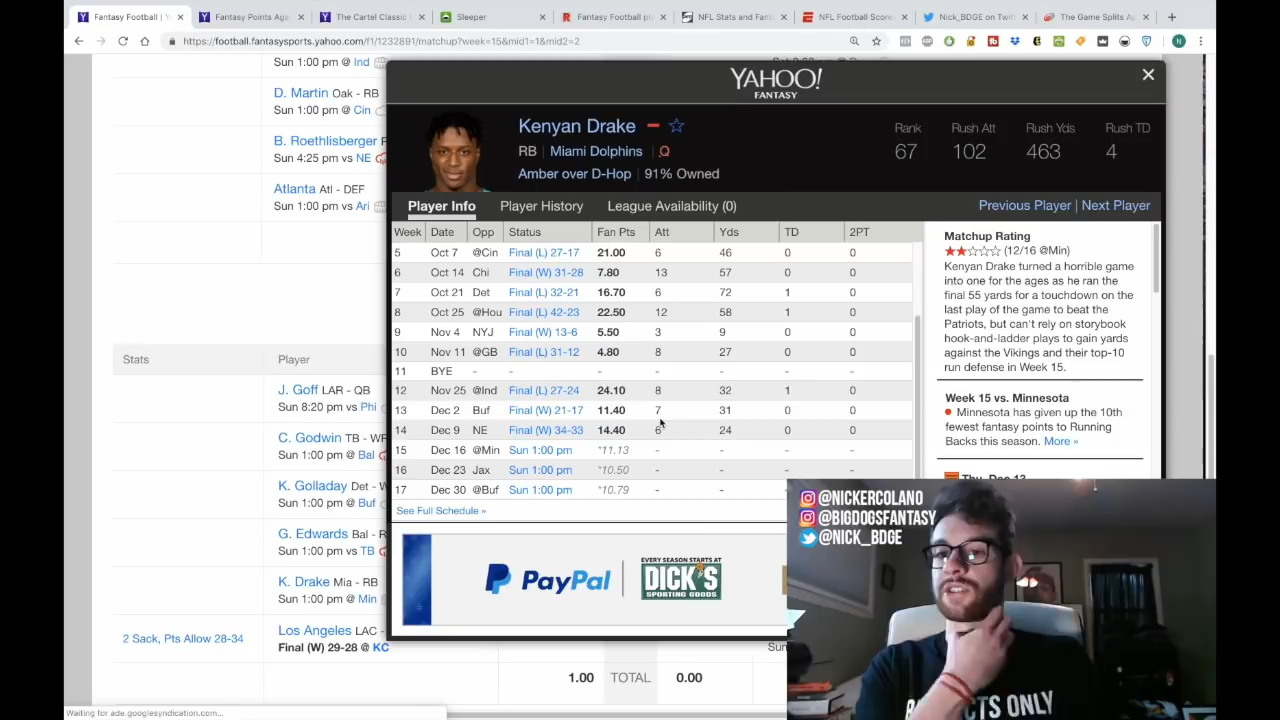 Fantasy Football | Y
Fantasy Points Aga
The Cartel Classic
Sleeper
Fantasy Football pl
NFL Stats and Fant
NFL Football Score
Nick_BDGE on Twit
The Game Splits Ap
https://football.fantasysports.yahoo.com/f1/1232891/matchup?week=15&mid1=1&mid2=2
Sun 1:00 pm @ Ind
D. Martin Oak - RB
Sun 1:00 pm @ Cin
B. Roethlisberger P
Sun 4:25 pm vs NE
Atlanta Atl - DEF
Sun 1:00 pm vs Ari
Stats Player
J. Goff LAR - QB
Sun 8:20 pm vs Phi
C. Godwin TB - WR
Sun 1:00 pm @ Bal
K. Golladay Det - W
Sun 1:00 pm @ Buf
G. Edwards Bal - R
Sun 1:00 pm vs TB
K. Drake Mia - RB
Sun 1:00 pm @ Min
2 Sack, Pts Allow 28-34
Los Angeles LAC -
Final (W) 29-28 @ KC
1.00 TOTAL 0.00
Sun
Waiting for ade.googlesyndication.com...
YAHOO!
FANTASY
Kenyan Drake
RB | Miami Dolphins | Q
Amber over D-Hop | 91% Owned
Rank Rush Att Rush Yds Rush TD
67 102 463 4
Player Info Player History League Availability (0) Previous Player | Next Player
Week Date Opp Status Fan Pts Att Yds TD 2PT
5 Oct 7 @Cin Final (L) 27-17 21.00 6 46 0 0
6 Oct 14 Chi Final (W) 31-28 7.80 13 57 0 0
7 Oct 21 Det Final (L) 32-21 16.70 6 72 1 0
8 Oct 25 @Hou Final (L) 42-23 22.50 12 58 1 0
9 Nov 4 NYJ Final (W) 13-6 5.50 3 9 0 0
10 Nov 11 @GB Final (L) 31-12 4.80 8 27 0 0
11 BYE - - - - - - -
12 Nov 25 @Ind Final (L) 27-24 24.10 8 32 1 0
13 Dec 2 Buf Final (W) 21-17 11.40 7 31 0 0
14 Dec 9 NE Final (W) 34-33 14.40 6 24 0 0
15 Dec 16 @Min Sun 1:00 pm *11.13 - - - -
16 Dec 23 Jax Sun 1:00 pm *10.50 - - - -
17 Dec 30 @Buf Sun 1:00 pm *10.79 - - - -
See Full Schedule »
Matchup Rating
(12/16 @Min)
Kenyan Drake turned a horrible game
into one for the ages as he ran the
final 55 yards for a touchdown on the
last play of the game to beat the
Patriots, but can't rely on storybook
hook-and-ladder plays to gain yards
against the Vikings and their top-10
run defense in Week 15.
Week 15 vs. Minnesota
Minnesota has given up the 10th
fewest fantasy points to Running
Backs this season. More »
Thu, Dec 13
PayPal
EVERY SEASON STARTS AT
DICK'S
SPORTING GOODS
@NICKERCOLANO
@BIGDOGSFANTASY
@NICK_BDGE
CTS ONLY